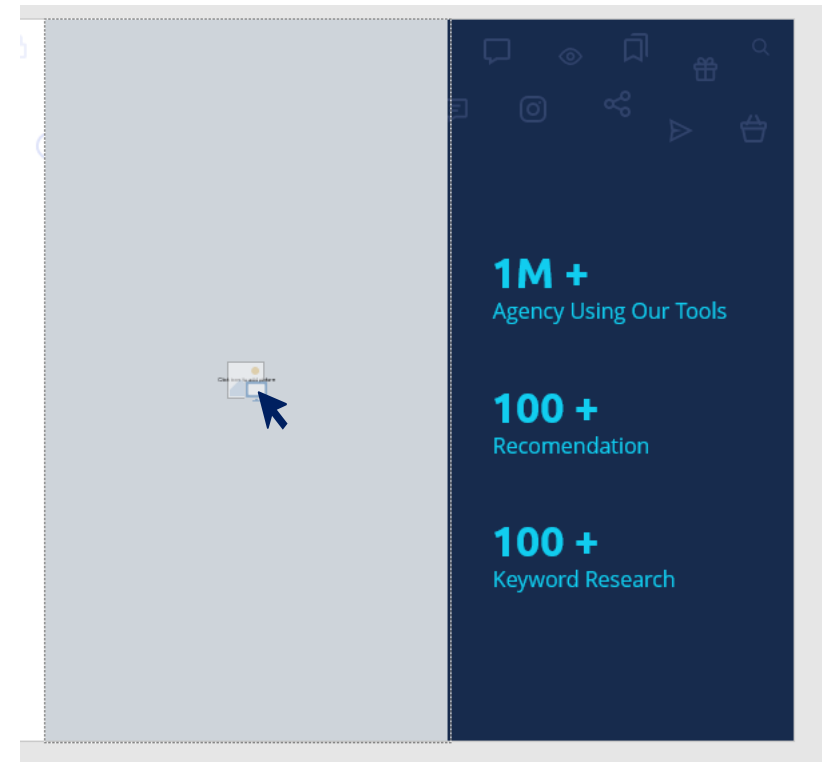 1M +
Agency Using Our Tools
100 +
Recomendation
100 +
Keyword Research